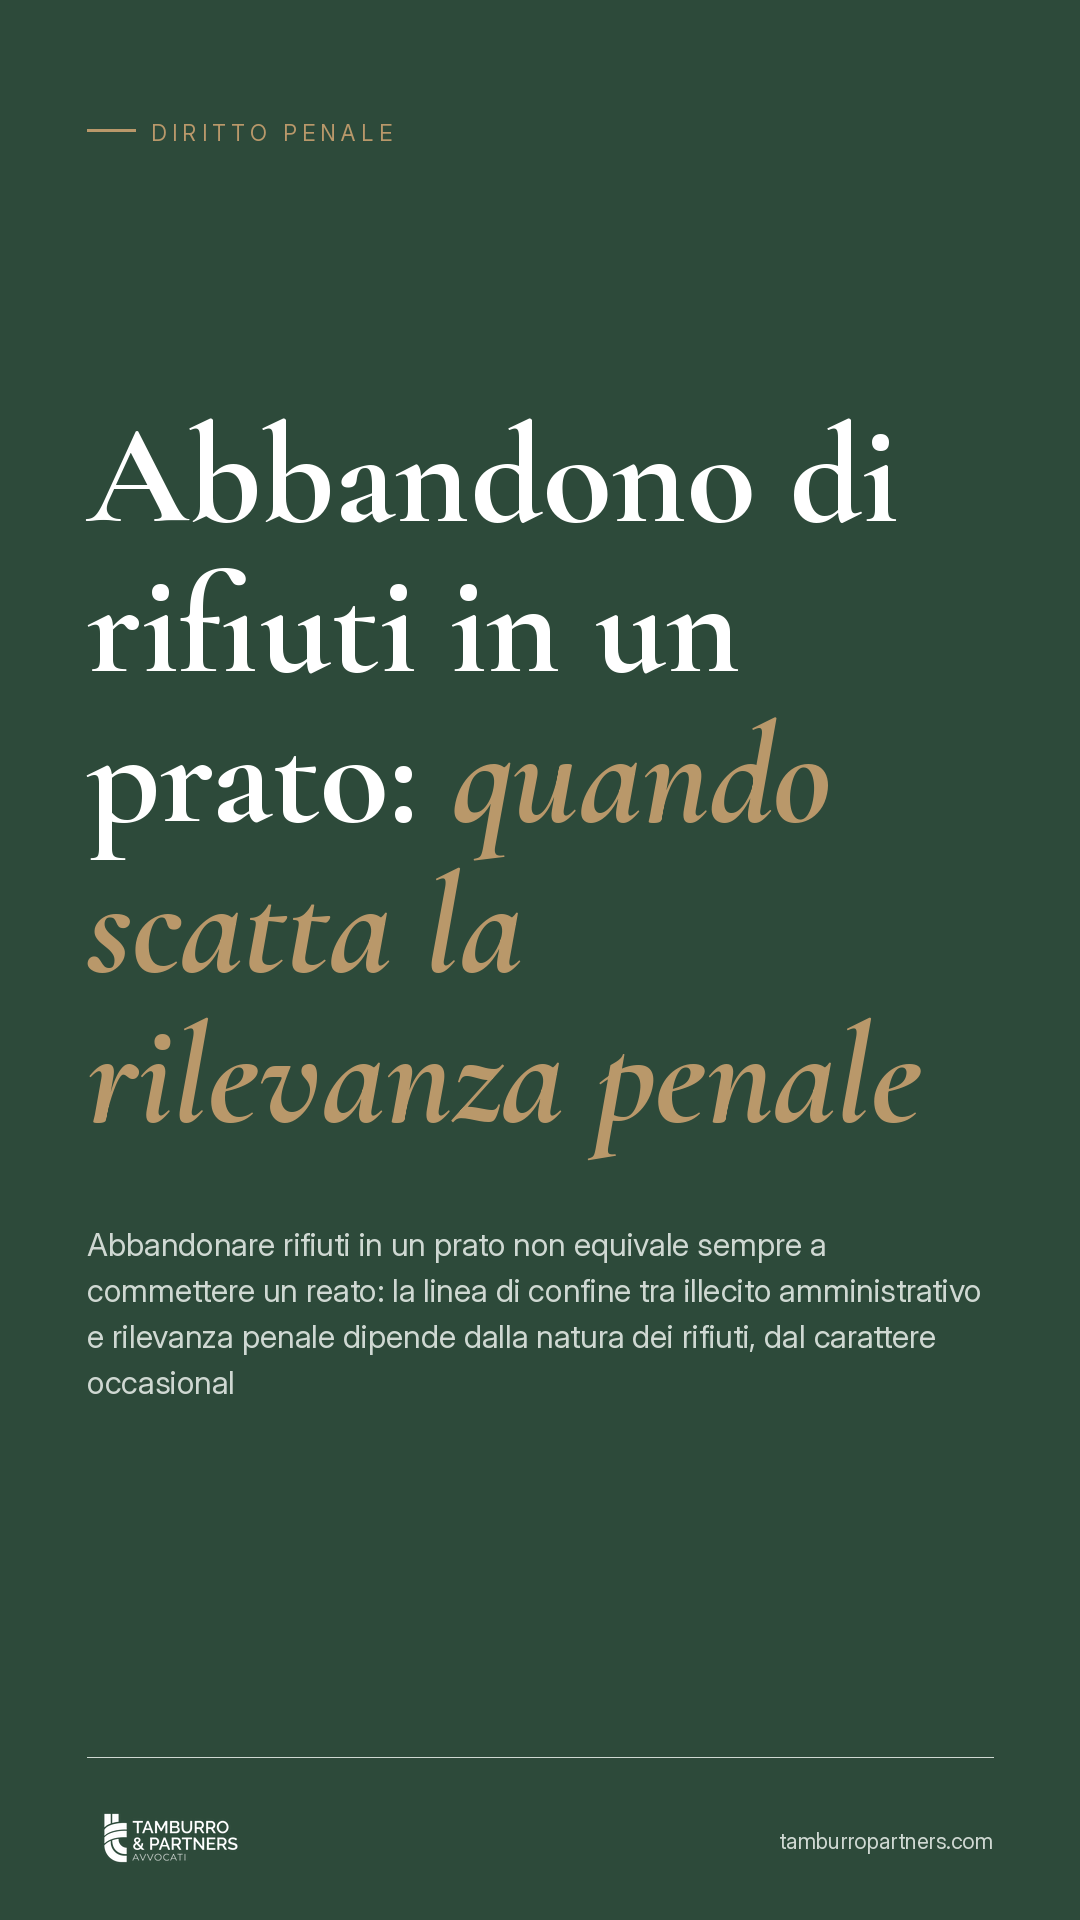 DIRITTO PENALE
Abbandono di
rifiuti in un
prato: quando
scatta la
rilevanza penale
Abbandonare rifiuti in un prato non equivale sempre a
commettere un reato: la linea di confine tra illecito amministrativo
e rilevanza penale dipende dalla natura dei rifiuti, dal carattere
occasional
TAMBURRO
& PARTNERS
AVVOCATI
tamburropartners.com